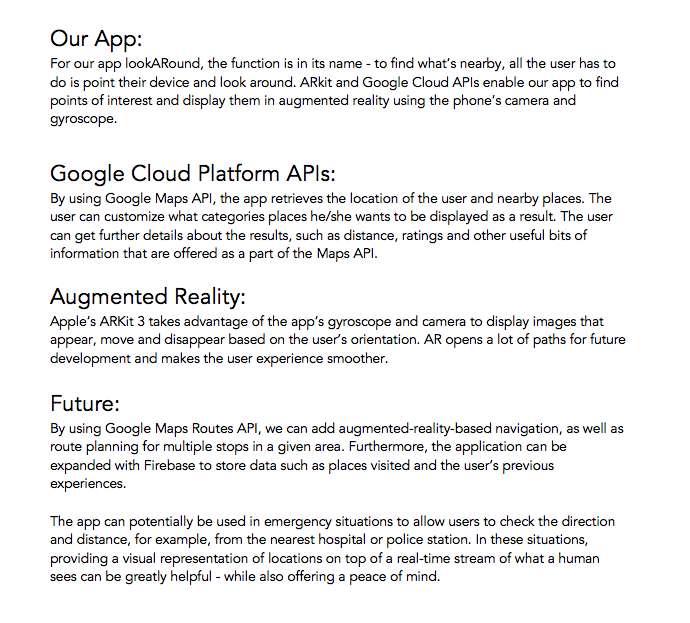 Our App:
For our app lookARound, the function is in its name - to find what's nearby, all the user has to
do is point their device and look around. ARkit and Google Cloud APIs enable our app to find
points of interest and display them in augmented reality using the phone's camera and
gyroscope.
Google Cloud Platform APIs:
By using Google Maps API, the app retrieves the location of the user and nearby places. The
user can customize what categories places he/she wants to be displayed as a result. The user
can get further details about the results, such as distance, ratings and other useful bits of
information that are offered as a part of the Maps API.
Augmented Reality:
Apple's ARKit 3 takes advantage of the app's gyroscope and camera to display images that
appear, move and disappear based on the user's orientation. AR opens a lot of paths for future
development and makes the user experience smoother.
Future:
By using Google Maps Routes API, we can add augmented-reality-based navigation, as well as
route planning for multiple stops in a given area. Furthermore, the application can be
expanded with Firebase to store data such as places visited and the user's previous
experiences.
The app can potentially be used in emergency situations to allow users to check the direction
and distance, for example, from the nearest hospital or police station. In these situations,
providing a visual representation of locations on top of a real-time stream of what a human
sees can be greatly helpful - while also offering a peace of mind.